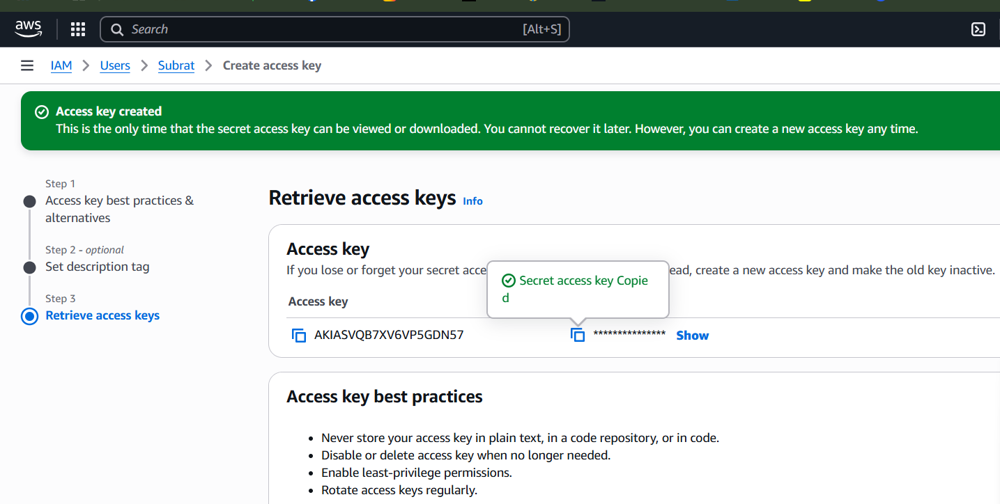 aws
Search [Alt+S]
IAM Users Subrat Create access key
Access key created
This is the only time that the secret access key can be viewed or downloaded. You cannot recover it later. However, you can create a new access key any time.
Step 1
Access key best practices &
alternatives
Step 2 - optional
Set description tag
Step 3
Retrieve access keys
Retrieve access keys Info
Access key
If you lose or forget your secret acce
ead, create a new access key and make the old key inactive.
Secret access key Copie
d
Access key
AKIASVQB7XV6VP5GDN57 *************** Show
Access key best practices
• Never store your access key in plain text, in a code repository, or in code.
• Disable or delete access key when no longer needed.
• Enable least-privilege permissions.
• Rotate access keys regularly.